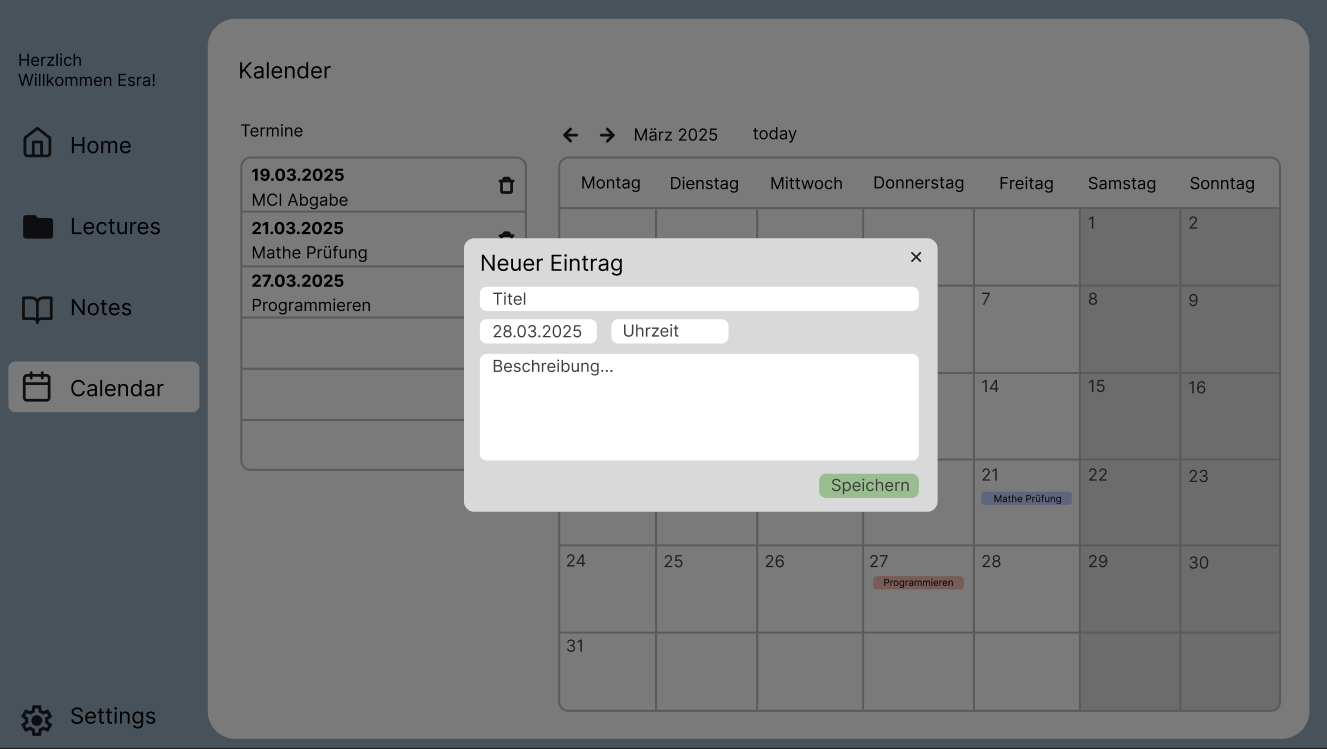 Herzlich
Willkommen Esra!
Home
Lectures
Notes
Calendar
Settings
Kalender
Termine
19.03.2025
MCI Abgabe
21.03.2025
Mathe Prüfung
27.03.2025
Programmieren
März 2025 today
Montag Dienstag Mittwoch Donnerstag Freitag Samstag Sonntag
1 2
7 8 9
14 15 16
21 22 23
Mathe Prüfung
24 25 26 27 28 29 30
Programmieren
31
Neuer Eintrag
Titel
28.03.2025 Uhrzeit
Beschreibung...
Speichern